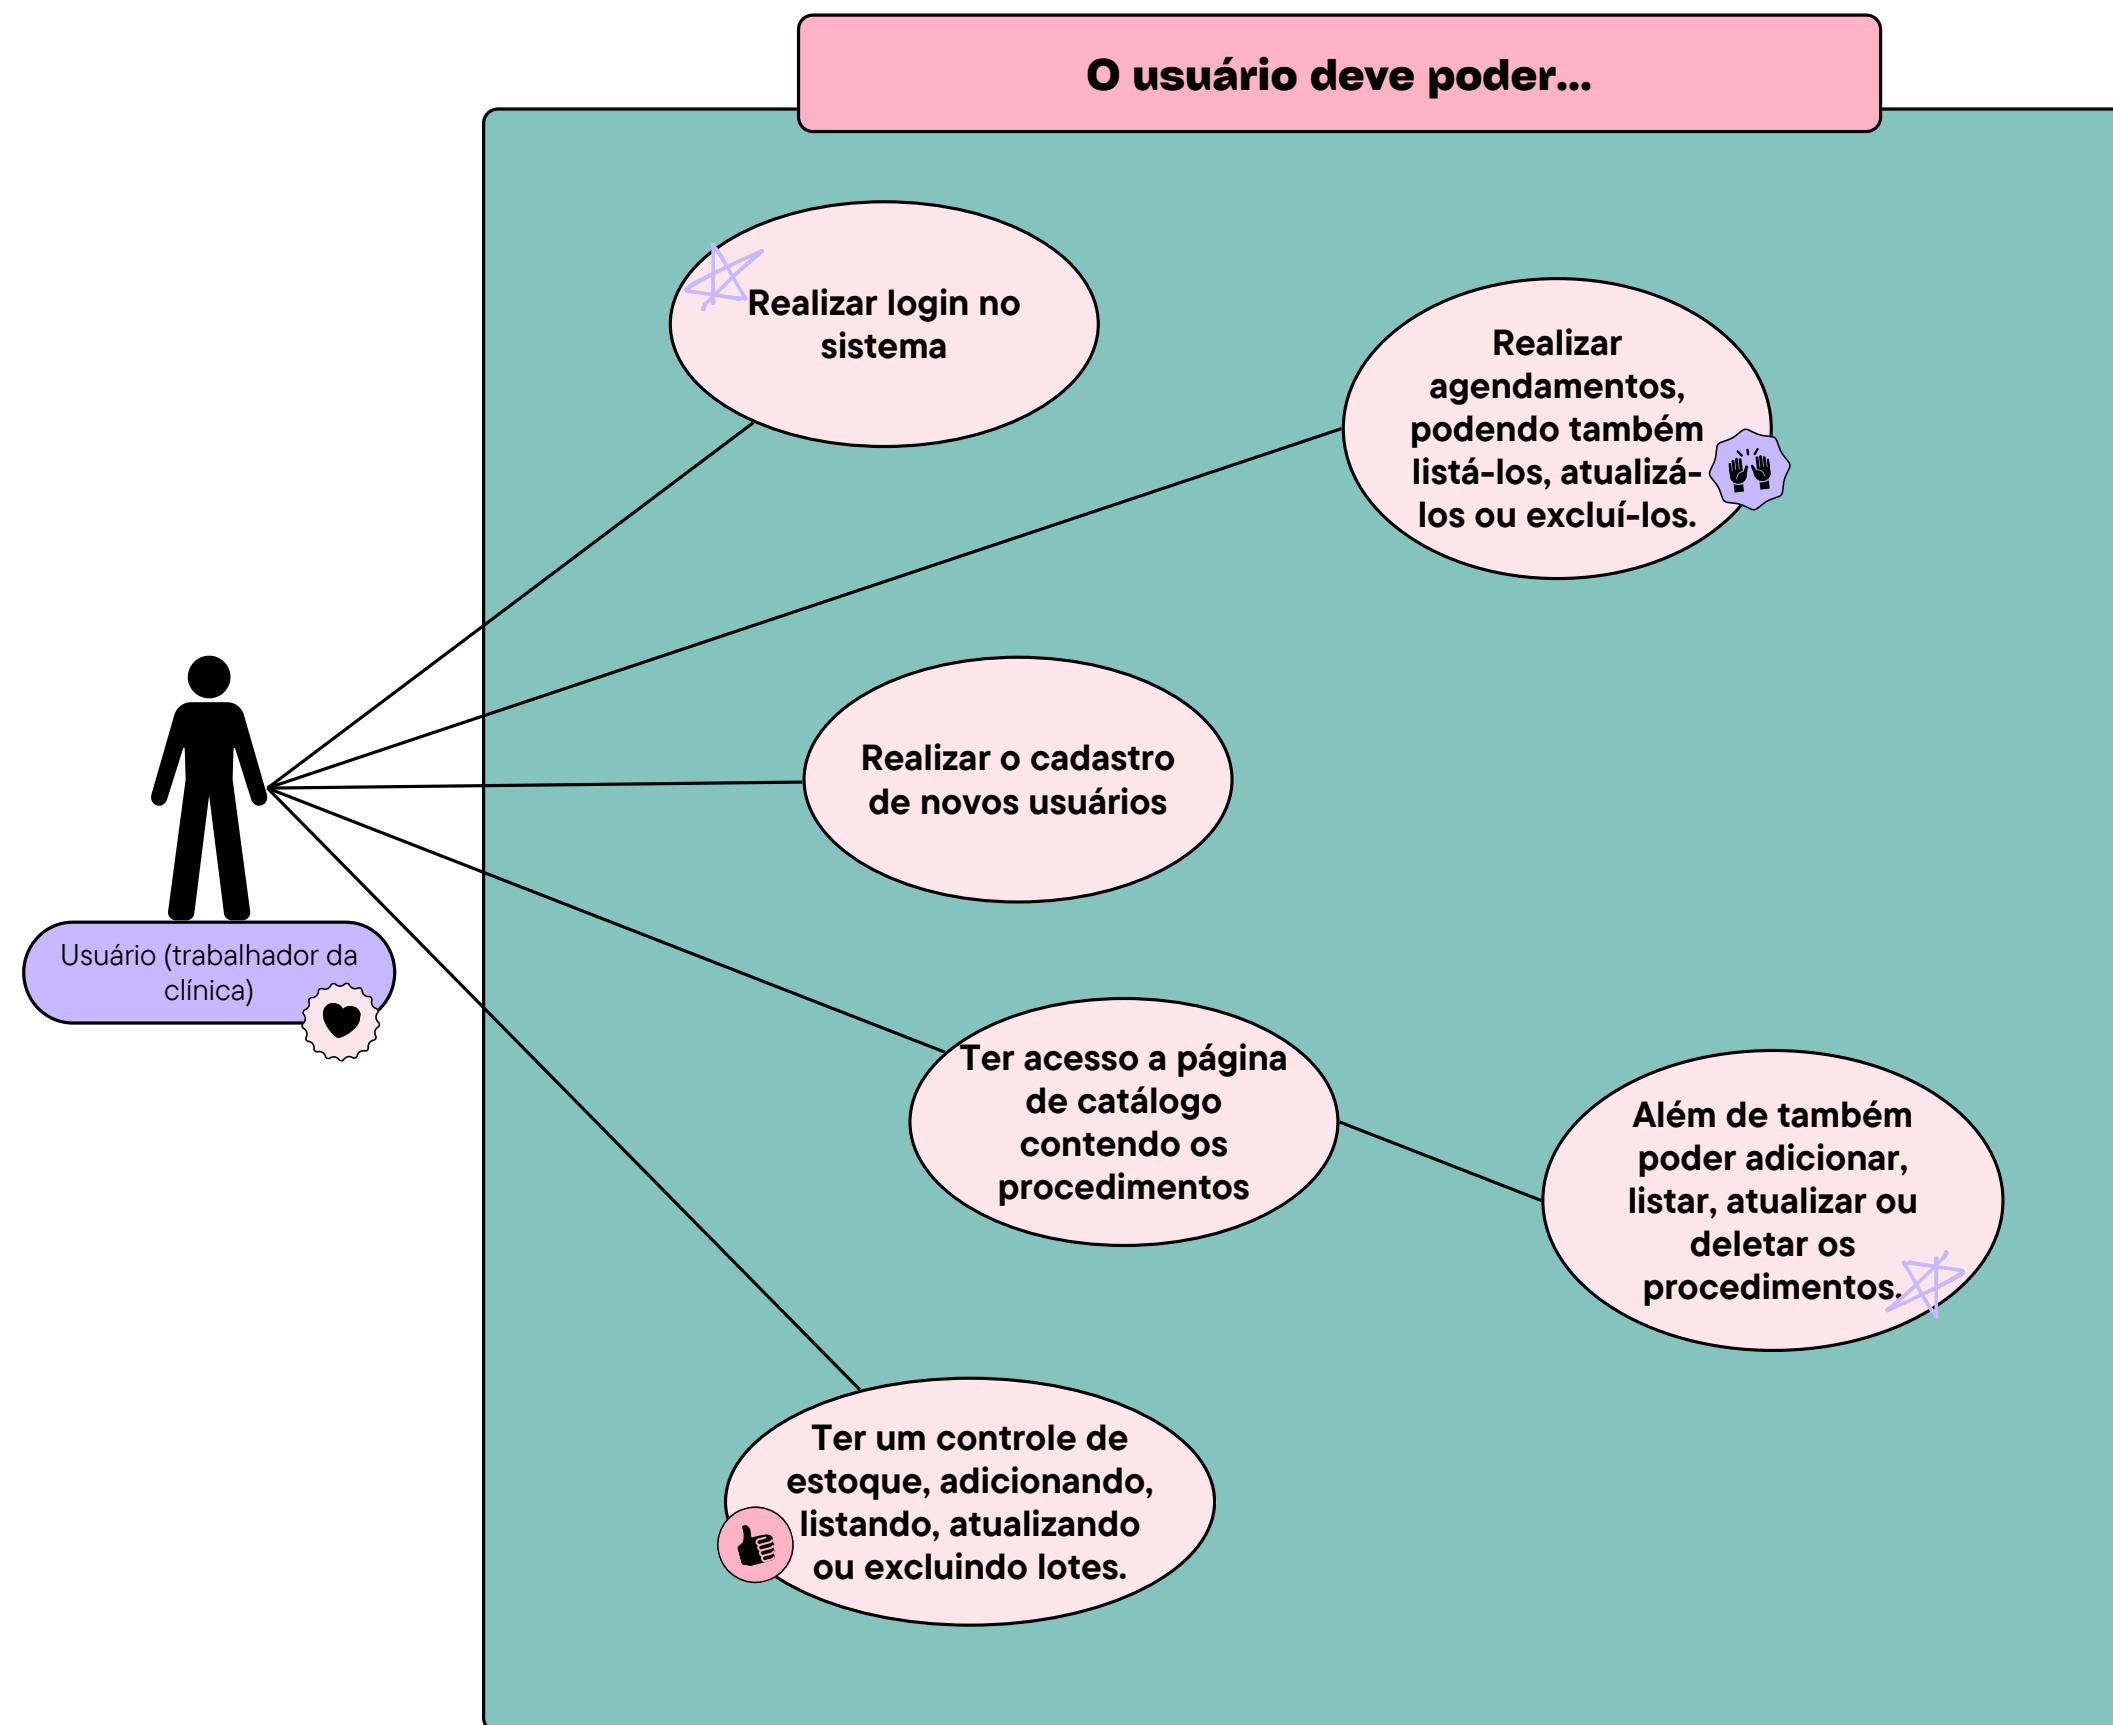 O usuário deve poder...
Realizar login no
sistema
Realizar
agendamentos,
podendo também
listá-los, atualizá-
los ou excluí-los.
Realizar o cadastro
de novos usuários
Usuário (trabalhador da
clínica)
Ter acesso a página
de catálogo
contendo os
procedimentos
Além de também
poder adicionar,
listar, atualizar ou
deletar os
procedimentos.
Ter um controle de
estoque, adicionando,
listando, atualizando
ou excluindo lotes.